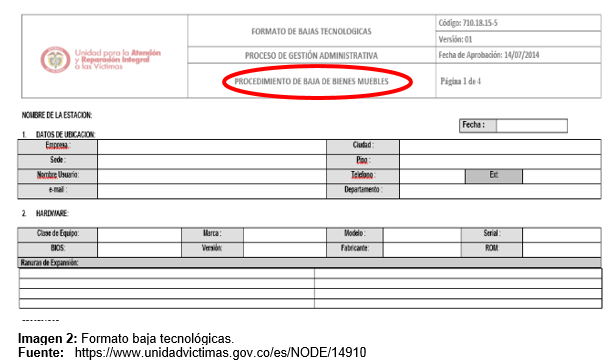 Unidad para la Atención
y Reparación Integral
a las Víctimas
FORMATO DE BAJAS TECNOLOGICAS
PROCESO DE GESTIÓN ADMINISTRATIVA
PROCEDIMIENTO DE BAJA DE BIENES MUEBLES
Código: 710.18.15-5
Versión: 01
Fecha de Aprobación: 14/07/2014
Página 1 de 4
NOMBRE DE LA ESTACION:
Fecha :
1. DATOS DE UBICACION:
Empresa : Ciudad :
Sede : Piso :
Nombre Usuario: Telefono : Ext:
e-mail : Departamento :
2. HARDWARE:
Clase de Equipo: Marca : Modelo : Serial :
BIOS: Versión: Fabricante: ROM:
Ranuras de Expansión:
Imagen 2: Formato baja tecnológicas.
Fuente: https://www.unidadvictimas.gov.co/es/NODE/14910